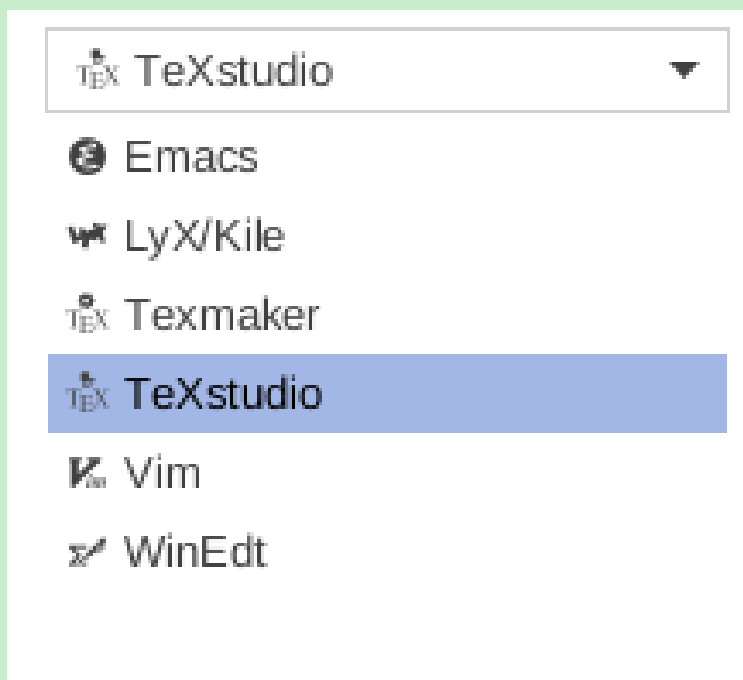 TeXstudio
Emacs
LyX/Kile
Texmaker
TeXstudio
Vim
WinEdt